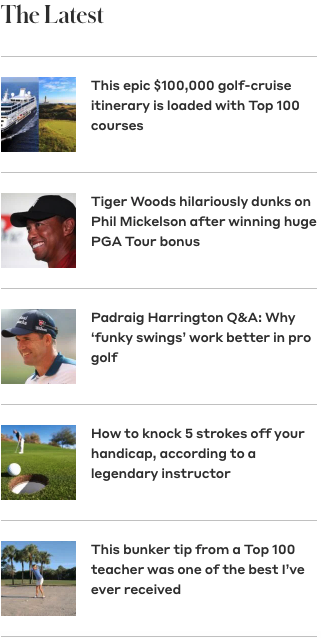 The Latest
This epic $100,000 golf-cruise
itinerary is loaded with Top 100
courses
Tiger Woods hilariously dunks on
Phil Mickelson after winning huge
PGA Tour bonus
Padraig Harrington Q&A: Why
‘funky swings’ work better in pro
golf
How to knock 5 strokes off your
handicap, according to a
legendary instructor
This bunker tip from a Top 100
teacher was one of the best I’ve
ever received